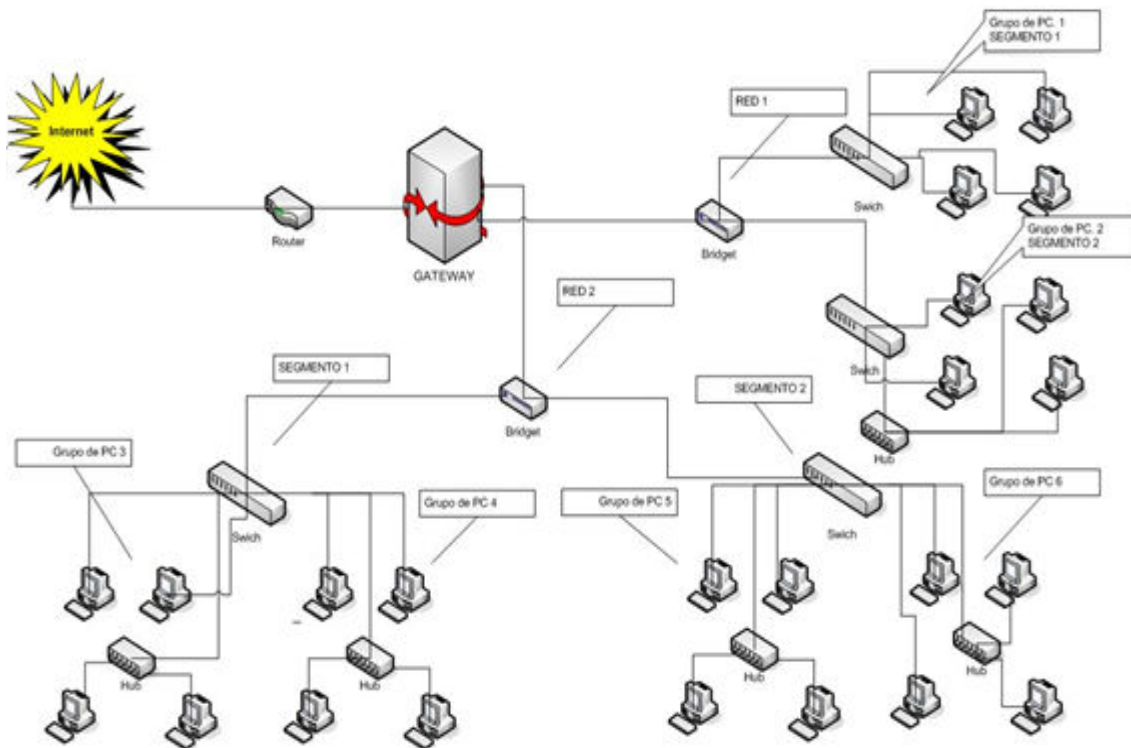 Grupo de PC. 1
SEGMENTO 1
RED 1
Internet
Swich
Router
Bridget
Grupo de PC. 2
SEGMENTO 2
GATEWAY
RED 2
SEGMENTO 1
Swich
SEGMENTO 2
Bridget
Hub
Grupo de PC 3
Grupo de PC 4
Grupo de PC 5
Grupo de PC 6
Swich
Swich
Hub
Hub
Hub
Hub